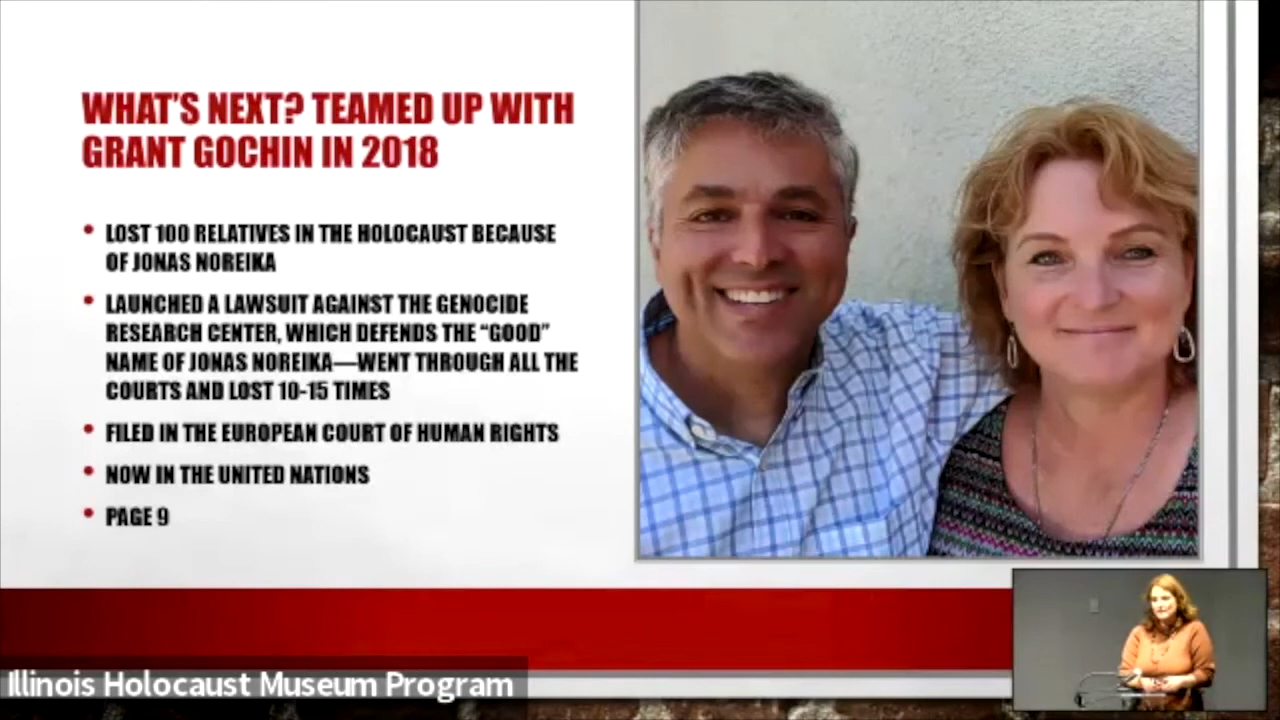 WHAT'S NEXT? TEAMED UP WITH
GRANT GOCHIN IN 2018
• LOST 100 RELATIVES IN THE HOLOCAUST BECAUSE
OF JONAS NOREIKA
• LAUNCHED A LAWSUIT AGAINST THE GENOCIDE
RESEARCH CENTER, WHICH DEFENDS THE “GOOD”
NAME OF JONAS NOREIKA—WENT THROUGH ALL THE
COURTS AND LOST 10-15 TIMES
• FILED IN THE EUROPEAN COURT OF HUMAN RIGHTS
• NOW IN THE UNITED NATIONS
• PAGE 9
Illinois Holocaust Museum Program